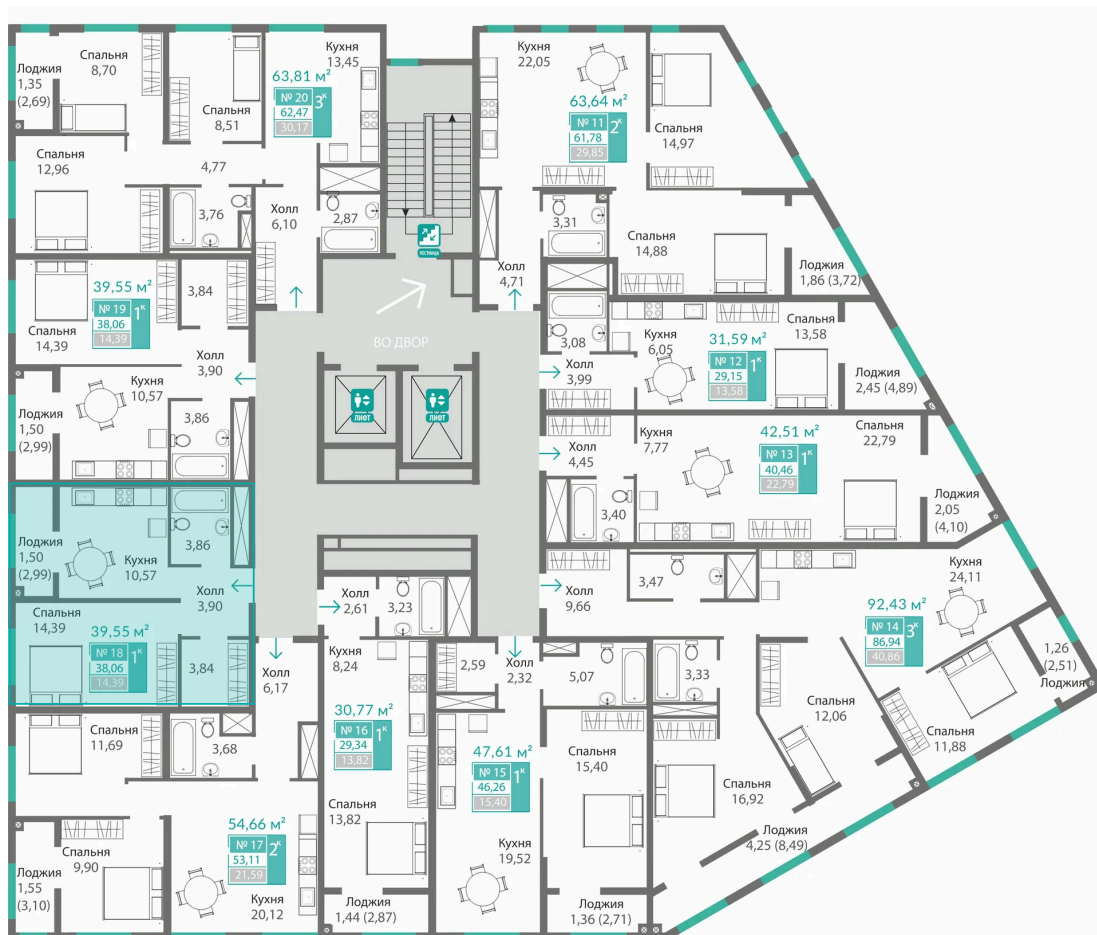 Лоджия
1,35
(2,69)
Спальня
8,70
Спальня
8,51
Кухня
13,45
63,81 м²
№ 20
62,47
30,17
3к
Спальня
12,96
4,77
3,76
Холл
6,10
2,87
ЛЕСТНИЦА
Кухня
22,05
63,64 м²
№ 11
61,78
29,85
2к
Спальня
14,97
3,31
Спальня
14,88
Холл
4,71
Лоджия
1,86 (3,72)
39,55 м²
№ 19
38,06
14,39
1к
3,84
Спальня
14,39
Холл
3,90
Кухня
10,57
Лоджия
1,50
(2,99)
3,86
ВО ДВОР
ЛИФТ
ЛИФТ
3,08
Кухня
6,05
31,59 м²
№ 12
29,15
13,58
1к
Спальня
13,58
Холл
3,99
Лоджия
2,45 (4,89)
Кухня
7,77
42,51 м²
№ 13
40,46
22,79
1к
Спальня
22,79
Холл
4,45
3,40
Лоджия
2,05
(4,10)
Лоджия
1,50
(2,99)
Кухня
10,57
3,86
Холл
3,90
Спальня
14,39
39,55 м²
№ 18
38,06
14,39
1к
3,84
Холл
2,61
3,23
Холл
9,66
3,47
Кухня
24,11
92,43 м²
№ 14
86,94
40,86
3к
1,26
(2,51)
Лоджия
Холл
6,17
Кухня
8,24
2,59
Холл
2,32
5,07
3,33
Спальня
12,06
Спальня
11,88
Спальня
11,69
3,68
30,77 м²
№ 16
29,34
13,82
1к
Спальня
13,82
47,61 м²
№ 15
46,26
15,40
1к
Спальня
15,40
Спальня
16,92
54,66 м²
№ 17
53,11
21,59
2к
Спальня
9,90
Лоджия
1,55
(3,10)
Кухня
20,12
Кухня
19,52
Лоджия
4,25 (8,49)
Лоджия
1,44 (2,87)
Лоджия
1,36 (2,71)